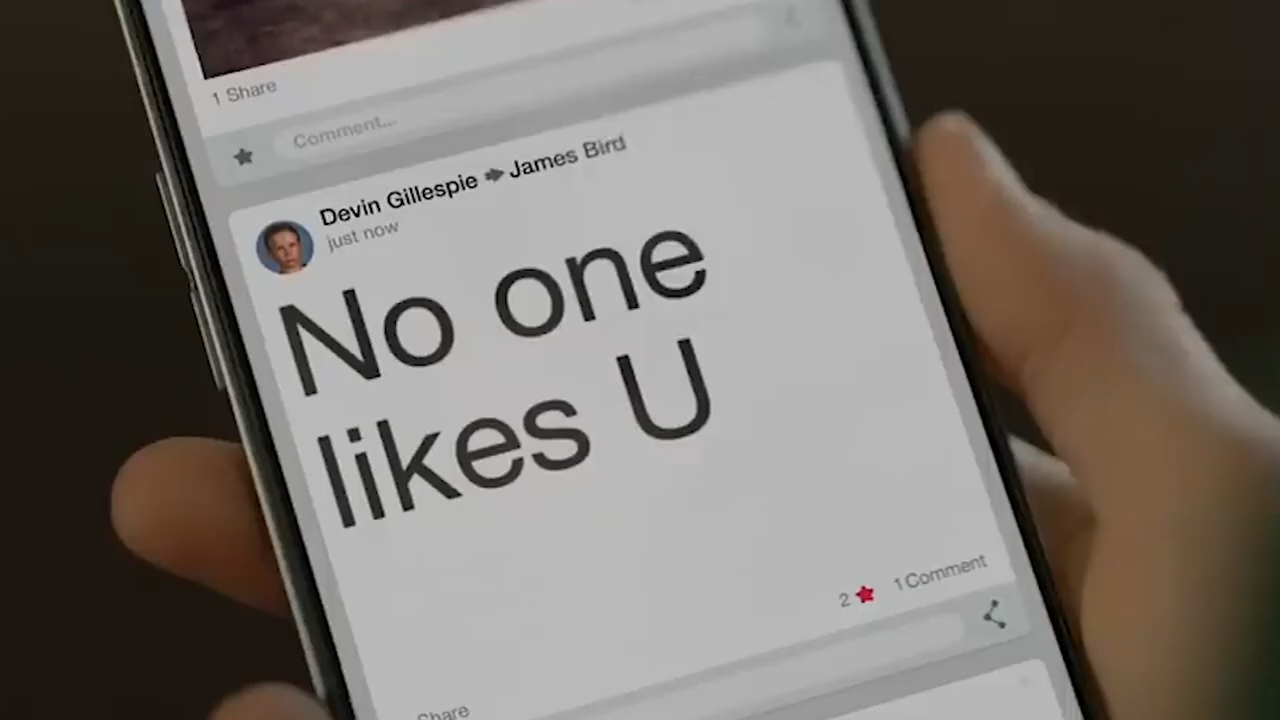 1 Share
Comment...
Devin Gillespie James Bird
just now
No one
likes U
2 1 Comment
Share